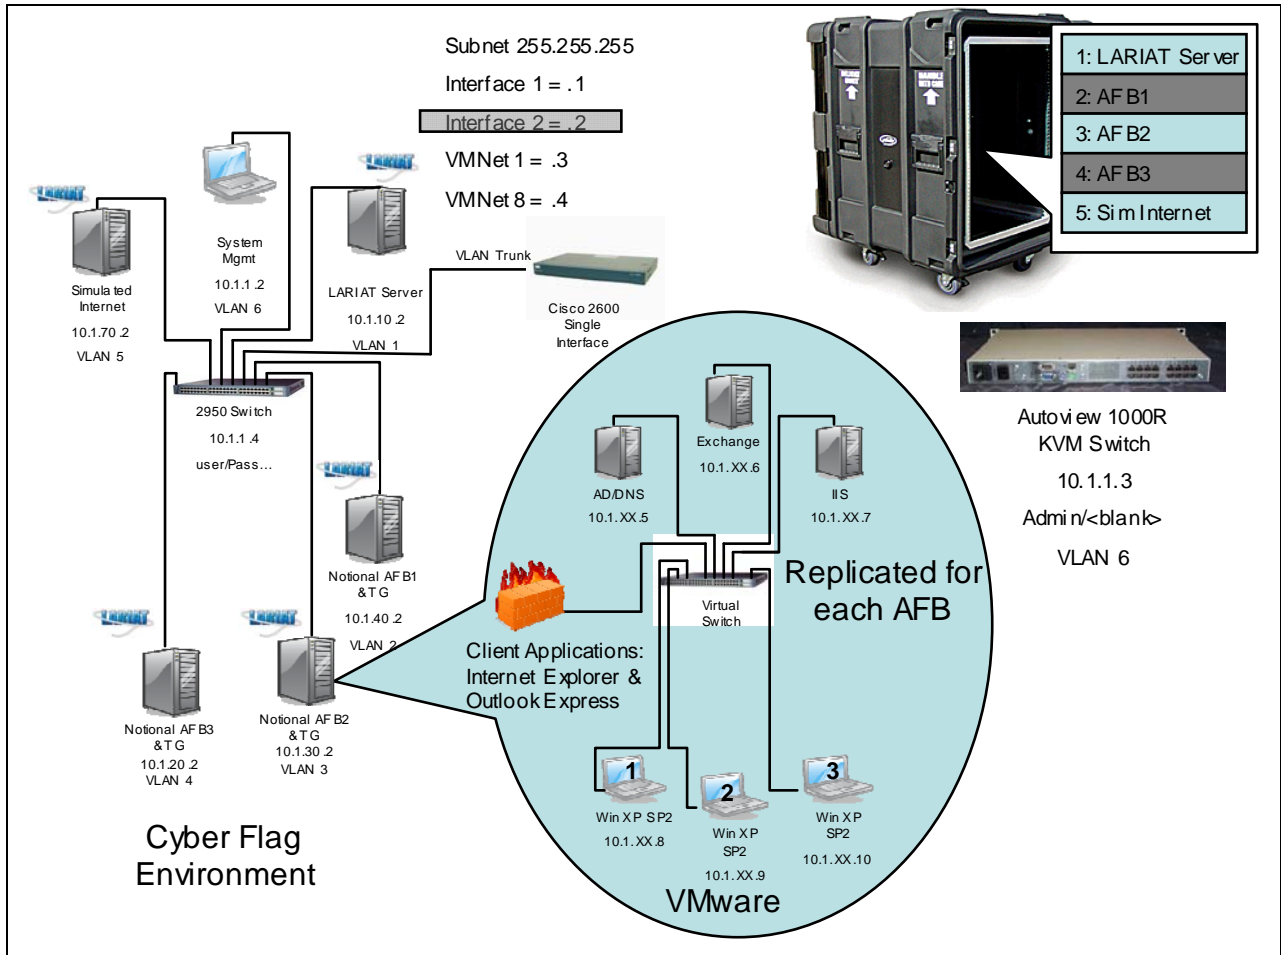 Subnet 255.255.255
Interface 1 = .1
Interface 2 = .2
VMNet 1 = .3
VMNet 8 = .4
1: LARIAT Server
2: AFB1
3: AFB2
4: AFB3
5: Sim Internet
LARIAT
Simulated
Internet
10.1.70.2
VLAN 5
System
Mgmt
10.1.1.2
VLAN 6
LARIAT
LARIAT Server
10.1.10.2
VLAN 1
VLAN Trunk
Cisco 2600
Single
Interface
2950 Switch
10.1.1.4
user/Pass...
LARIAT
Notional AFB1
& TG
10.1.40.2
VLAN 2
LARIAT
Notional AFB3
& TG
10.1.20.2
VLAN 4
LARIAT
Notional AFB2
& TG
10.1.30.2
VLAN 3
Exchange
10.1.XX.6
AD/DNS
10.1.XX.5
IIS
10.1.XX.7
Virtual
Switch
Replicated for
each AFB
Client Applications:
Internet Explorer &
Outlook Express
1
Win XP SP2
10.1.XX.8
2
Win XP
SP2
10.1.XX.9
3
Win XP
SP2
10.1.XX.10
VMware
Autoview 1000R
KVM Switch
10.1.1.3
Admin/<blank>
VLAN 6
Cyber Flag
Environment